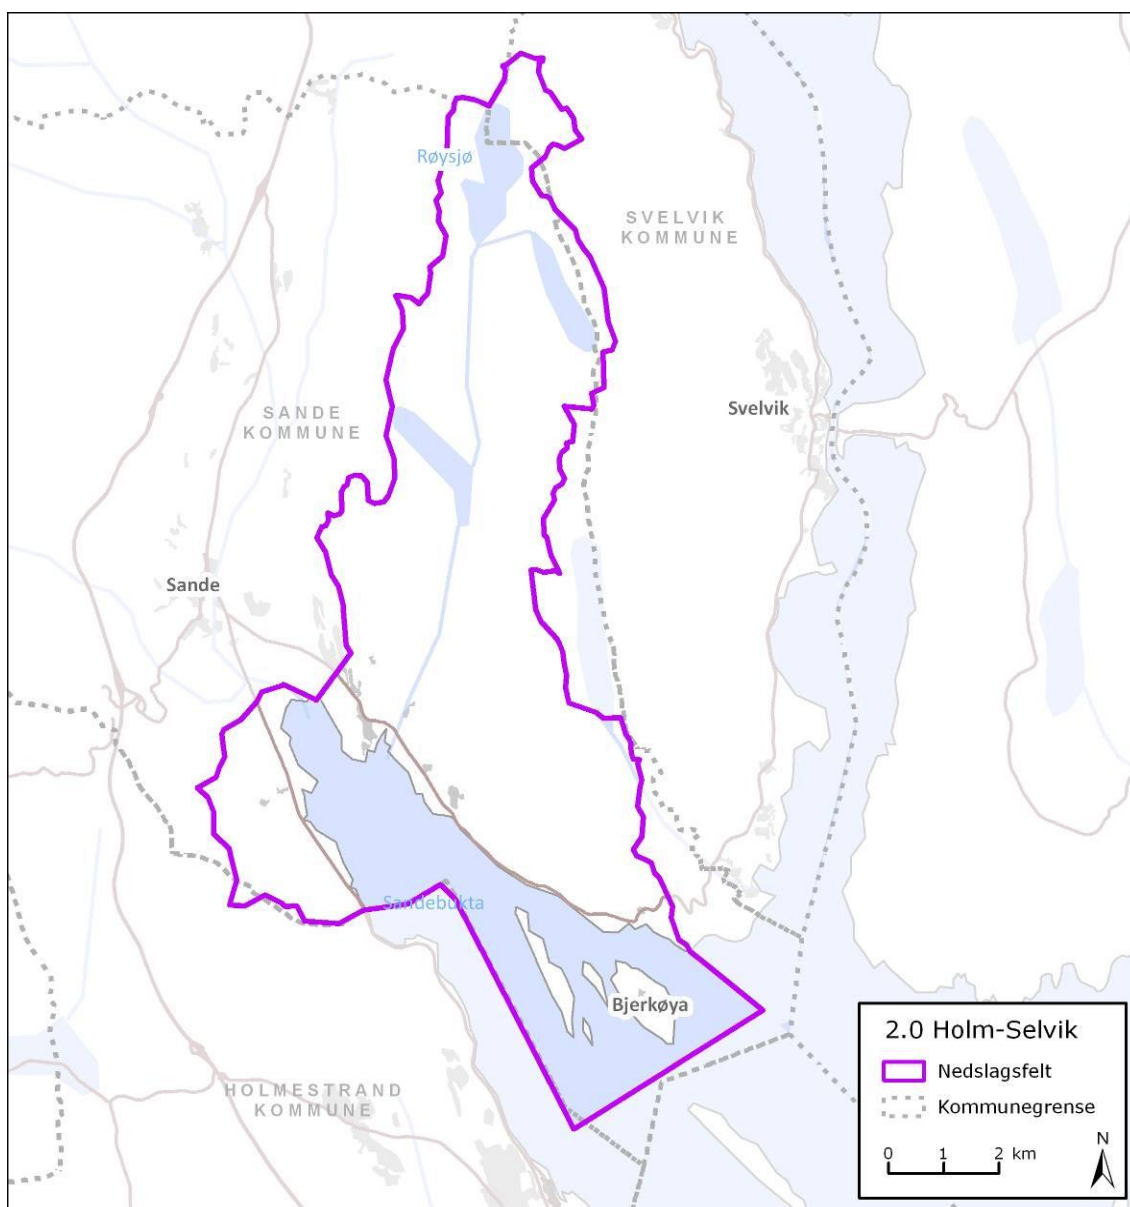 Røysjø
SVELVIK
KOMMUNE
SANDE
KOMMUNE
Svelvik
Sande
Sandebukta
Bjerkøya
HOLMESTRAND
KOMMUNE
2.0 Holm-Selvik
Nedslagsfelt
Kommunegrense
0 1 2 km
N